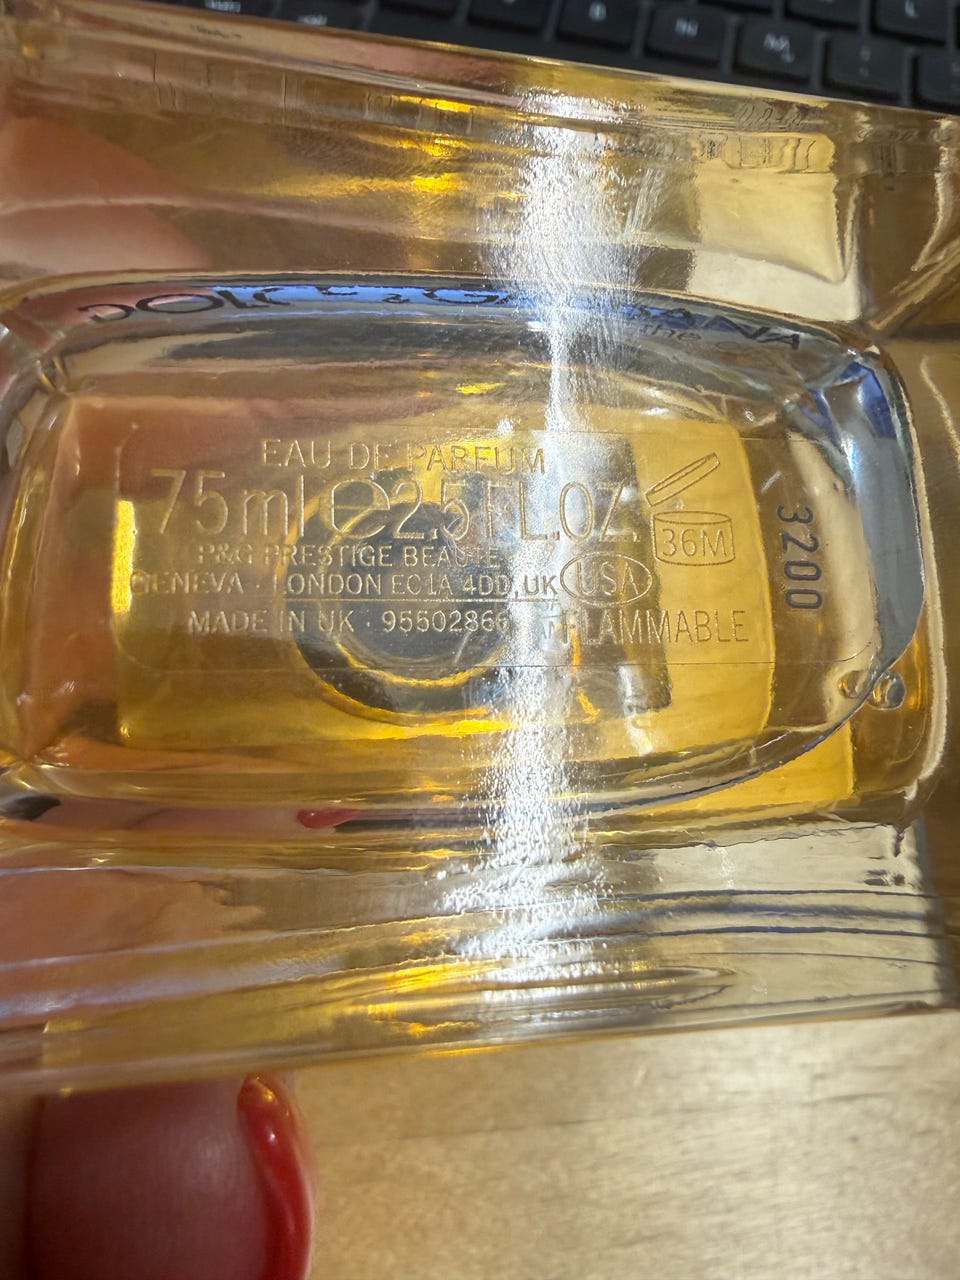 DOLCE & GABBANA
the
EAU DE PARFUM
75ml ℮ 2.5 FL.OZ.
36M
P&G PRESTIGE BEAUTE
GENEVA · LONDON EC1A 4DD, UK
USA
MADE IN UK · 95502866
FLAMMABLE
3200